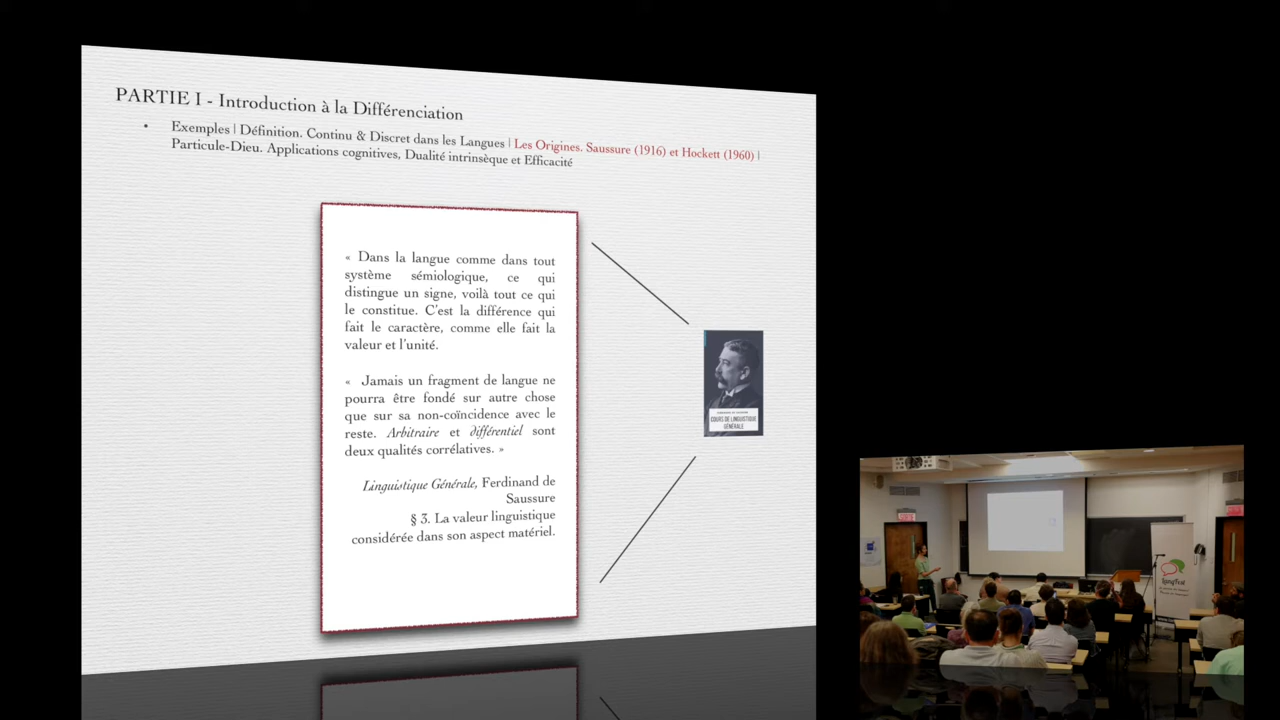 PARTIE I - Introduction à la Différenciation
• Exemples | Définition. Continu & Discret dans les Langues | Les Origines. Saussure (1916) et Hockett (1960) |
Particule-Dieu. Applications cognitives, Dualité intrinsèque et Efficacité
« Dans la langue comme dans tout
système sémiologique, ce qui
distingue un signe, voilà tout ce qui
le constitue. C'est la différence qui
fait le caractère, comme elle fait la
valeur et l'unité.
« Jamais un fragment de langue ne
pourra être fondé sur autre chose
que sur sa non-coïncidence avec le
reste. Arbitraire et différentiel sont
deux qualités corrélatives. »
Linguistique Générale, Ferdinand de
Saussure
§ 3. La valeur linguistique
considérée dans son aspect matériel.
COURS DE LINGUISTIQUE
GÉNÉRALE
SORTIE
LangFest